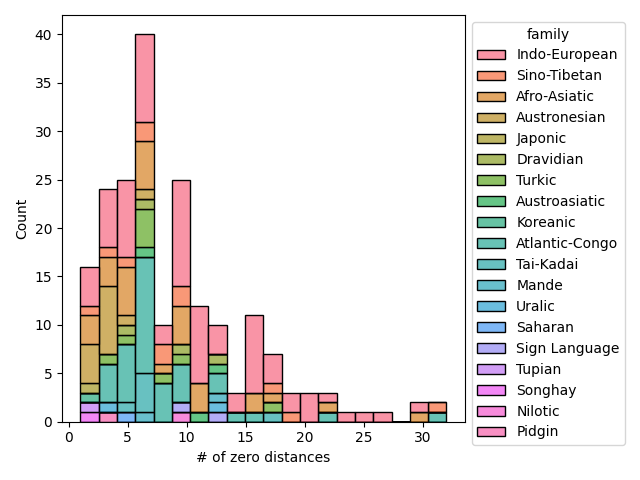 40
35
30
25
20
15
10
5
0
Count
0 5 10 15 20 25 30
# of zero distances
family
Indo-European
Sino-Tibetan
Afro-Asiatic
Austronesian
Japonic
Dravidian
Turkic
Austroasiatic
Koreanic
Atlantic-Congo
Tai-Kadai
Mande
Uralic
Saharan
Sign Language
Tupian
Songhay
Nilotic
Pidgin